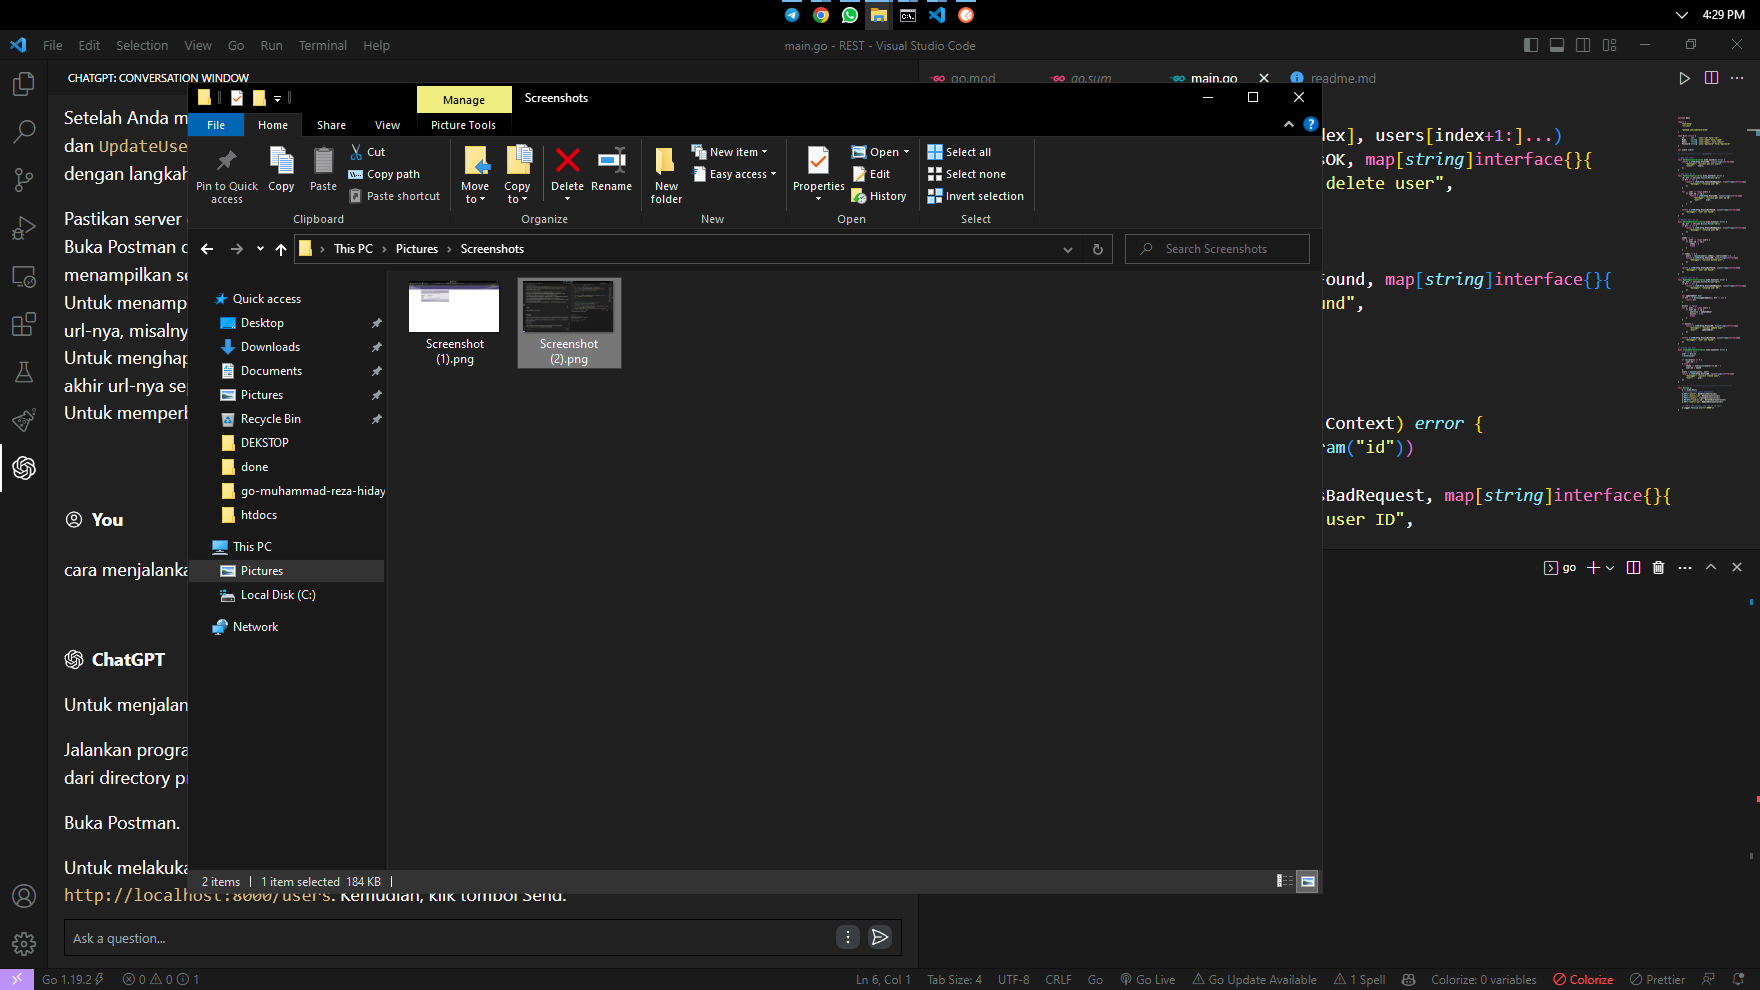 4:29 PM
File Edit Selection View Go Run Terminal Help
main.go - REST - Visual Studio Code
CHATGPT: CONVERSATION WINDOW
go.mod go.sum main.go readme.md
Setelah Anda m
dan UpdateUse
dengan langkah
Pastikan server
Buka Postman d
menampilkan se
Untuk menamp
url-nya, misalny
Untuk menghap
akhir url-nya se
Untuk memperb
You
cara menjalanka
ChatGPT
Untuk menjalan
Jalankan progra
dari directory p
Buka Postman.
Untuk melakuka
http://localhost:8000/users. Kemudian, klik tombol Send.
Ask a question...
Manage Screenshots
File Home Share View Picture Tools
Pin to Quick access
Copy
Paste
Cut
Copy path
Paste shortcut
Clipboard
Move to
Copy to
Delete
Rename
Organize
New folder
New item
Easy access
New
Properties
Open
Edit
History
Open
Select all
Select none
Invert selection
Select
This PC Pictures Screenshots
Search Screenshots
Quick access
Desktop
Downloads
Documents
Pictures
Recycle Bin
DEKSTOP
done
go-muhammad-reza-hiday
htdocs
This PC
Pictures
Local Disk (C:)
Network
Screenshot
(1).png
Screenshot
(2).png
2 items 1 item selected 184 KB
dex], users[index+1:]...)
sOK, map[string]interface{}{
delete user",
Found, map[string]interface{}{
und",
.Context) error {
ram("id"))
sBadRequest, map[string]interface{}{
user ID",
go
Go 1.19.2 0 0 1
Ln 6, Col 1 Tab Size: 4 UTF-8 CRLF Go Go Live Go Update Available 1 Spell Colorize: 0 variables Colorize Prettier